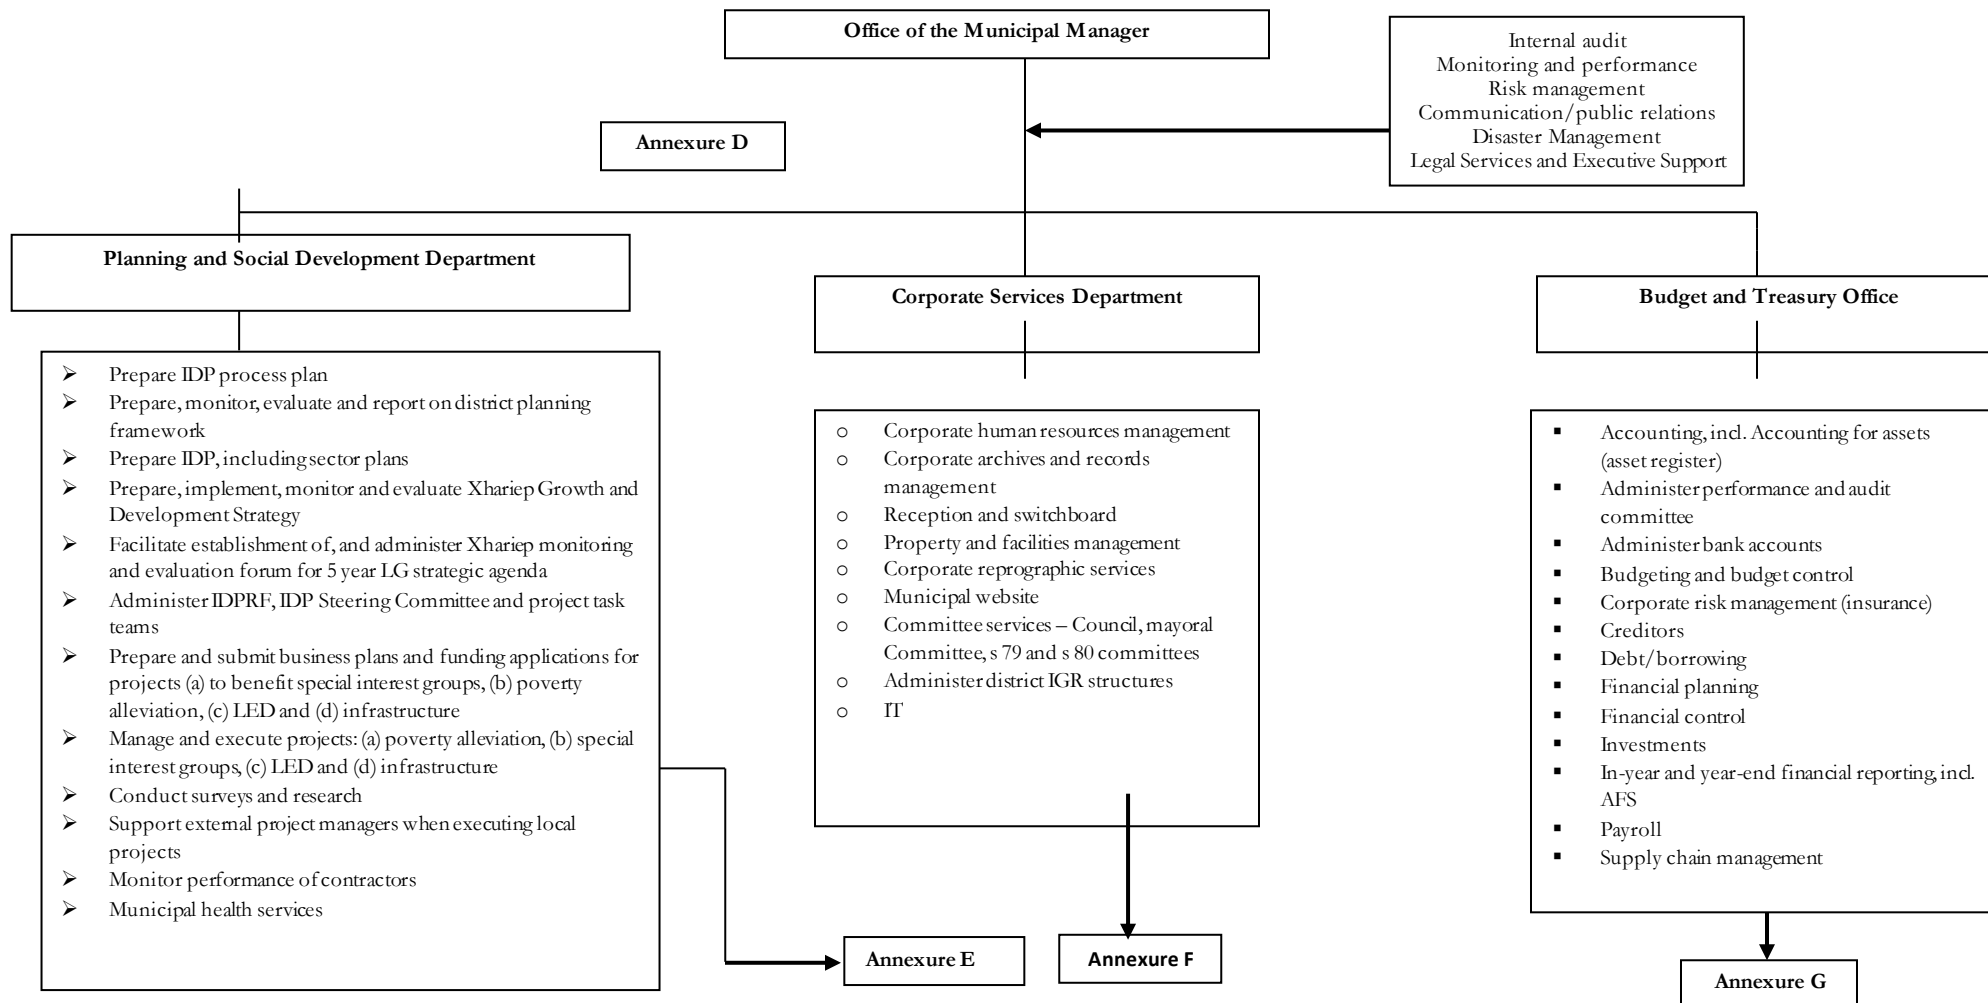 Office of the Municipal Manager
Internal audit
Monitoring and performance
Risk management
Communication/public relations
Disaster Management
Legal Services and Executive Support
Annexure D
Planning and Social Development Department
Corporate Services Department
Budget and Treasury Office
Prepare IDP process plan
Prepare, monitor, evaluate and report on district planning
framework
Prepare IDP, including sector plans
Prepare, implement, monitor and evaluate Xhariep Growth and
Development Strategy
Facilitate establishment of, and administer Xhariep monitoring
and evaluation forum for 5 year LG strategic agenda
Administer IDPRF, IDP Steering Committee and project task
teams
Prepare and submit business plans and funding applications for
projects (a) to benefit special interest groups, (b) poverty
alleviation, (c) LED and (d) infrastructure
Manage and execute projects: (a) poverty alleviation, (b) special
interest groups, (c) LED and (d) infrastructure
Conduct surveys and research
Support external project managers when executing local
projects
Monitor performance of contractors
Municipal health services
Corporate human resources management
Corporate archives and records
management
Reception and switchboard
Property and facilities management
Corporate reprographic services
Municipal website
Committee services – Council, mayoral
Committee, s 79 and s 80 committees
Administer district IGR structures
IT
Accounting, incl. Accounting for assets
(asset register)
Administer performance and audit
committee
Administer bank accounts
Budgeting and budget control
Corporate risk management (insurance)
Creditors
Debt/borrowing
Financial planning
Financial control
Investments
In-year and year-end financial reporting, incl.
AFS
Payroll
Supply chain management
Annexure E
Annexure F
Annexure G